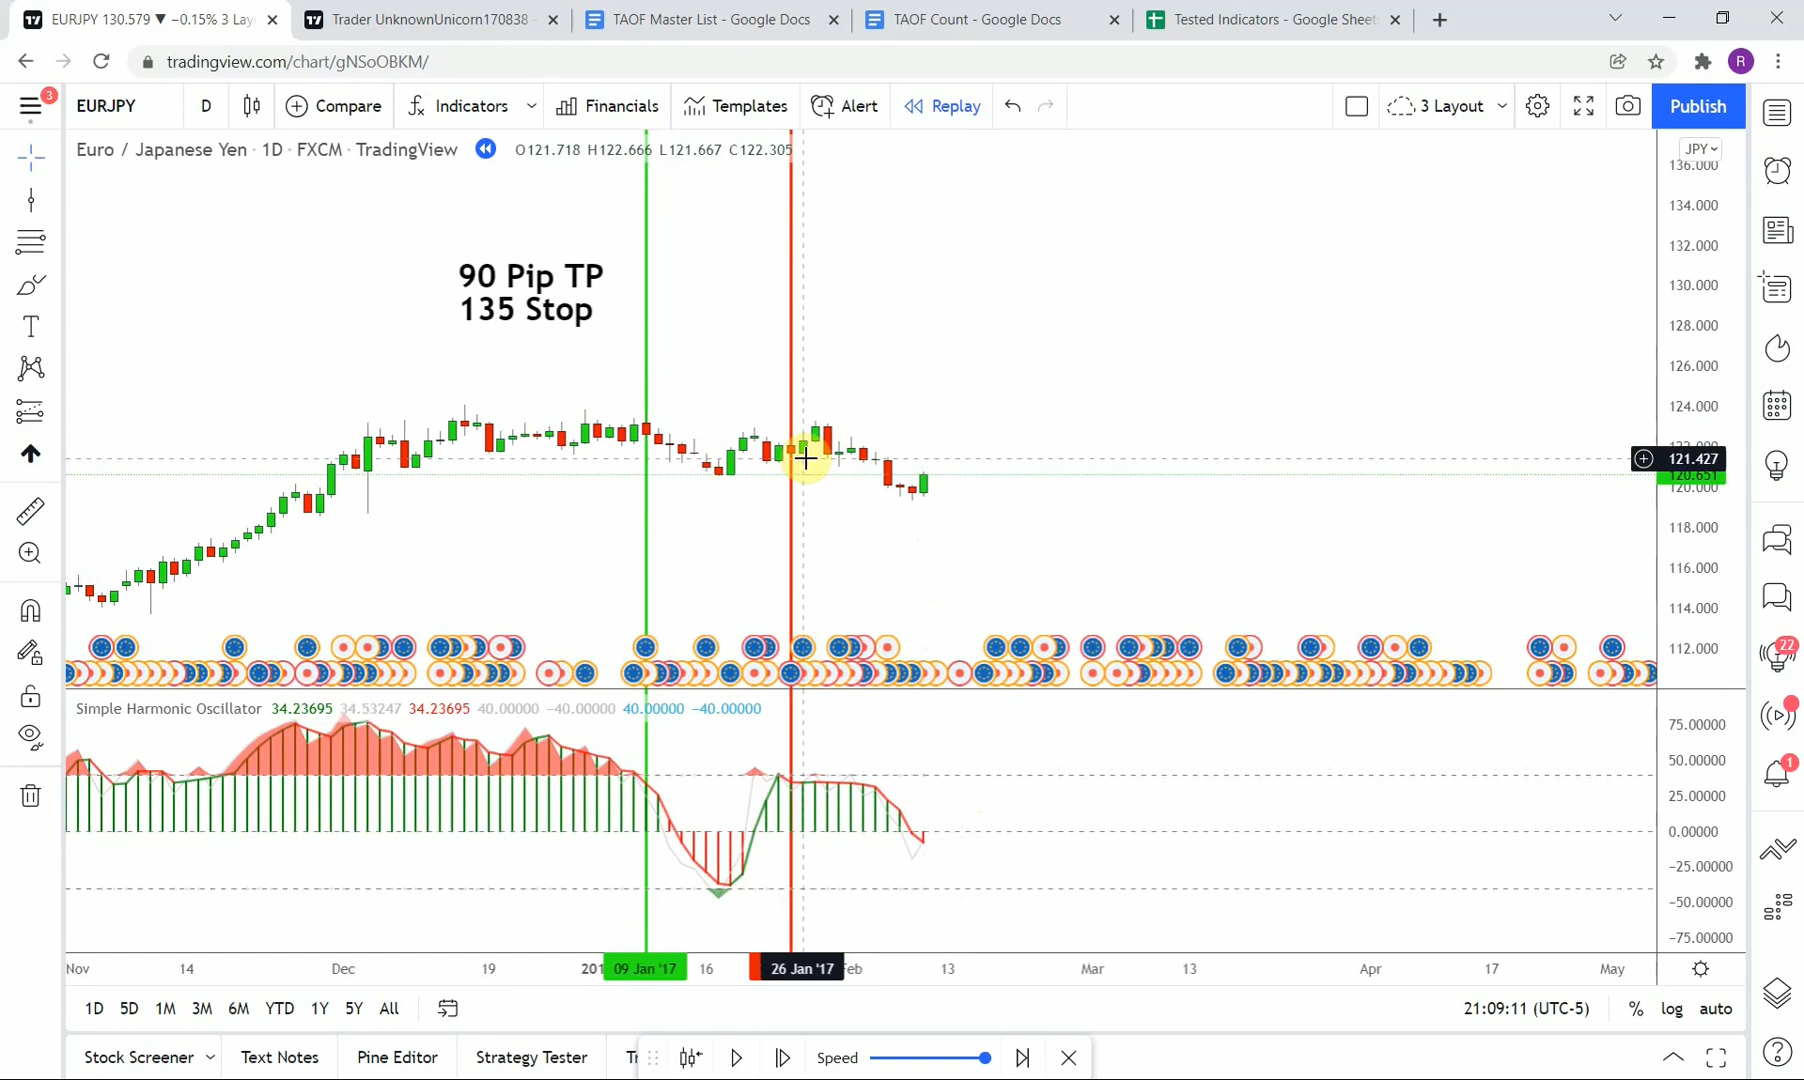 EURJPY 130.579 ▼ −0.15% 3 Lay
Trader UnknownUnicorn170838 -
TAOF Master List - Google Docs
TAOF Count - Google Docs
Tested Indicators - Google Sheet
tradingview.com/chart/gNSoOBKM/
R
3
EURJPY
D
Compare
Indicators
Financials
Templates
Alert
Replay
3 Layout
Publish
Euro / Japanese Yen · 1D · FXCM · TradingView
O121.718 H122.666 L121.667 C122.305
JPY
136.000
134.000
132.000
130.000
128.000
126.000
124.000
122.000
121.427
120.651
120.000
118.000
116.000
114.000
112.000
90 Pip TP
135 Stop
Simple Harmonic Oscillator 34.23695 34.53247 34.23695 40.00000 −40.00000 40.00000 −40.00000
75.00000
50.00000
25.00000
0.00000
−25.00000
−50.00000
−75.00000
22
1
Nov 14 Dec 19 201 09 Jan '17 16 26 Jan '17 Feb 13 Mar 13 Apr 17 May
1D 5D 1M 3M 6M YTD 1Y 5Y All
21:09:11 (UTC-5) % log auto
Stock Screener Text Notes Pine Editor Strategy Tester
Speed